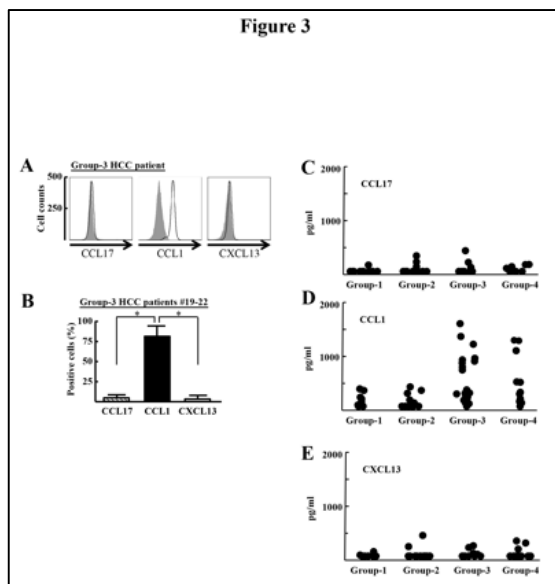 Figure 3
A
Group-3 HCC patient
500
250
Cell counts
CCL17
CCL1
CXCL13
B
Group-3 HCC patients #19-22
100
75
50
25
Positive cells (%)
* *
CCL17 CCL1 CXCL13
C
2000
1000
pg/ml
CCL17
Group-1 Group-2 Group-3 Group-4
D
2000
1000
pg/ml
CCL1
Group-1 Group-2 Group-3 Group-4
E
2000
1000
pg/ml
CXCL13
Group-1 Group-2 Group-3 Group-4